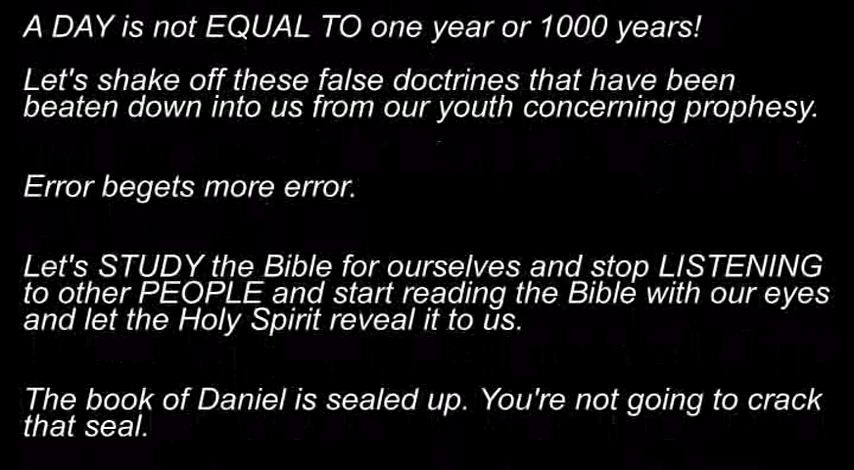 A DAY is not EQUAL TO one year or 1000 years!
Let's shake off these false doctrines that have been
beaten down into us from our youth concerning prophesy.
Error begets more error.
Let's STUDY the Bible for ourselves and stop LISTENING
to other PEOPLE and start reading the Bible with our eyes
and let the Holy Spirit reveal it to us.
The book of Daniel is sealed up. You're not going to crack
that seal.